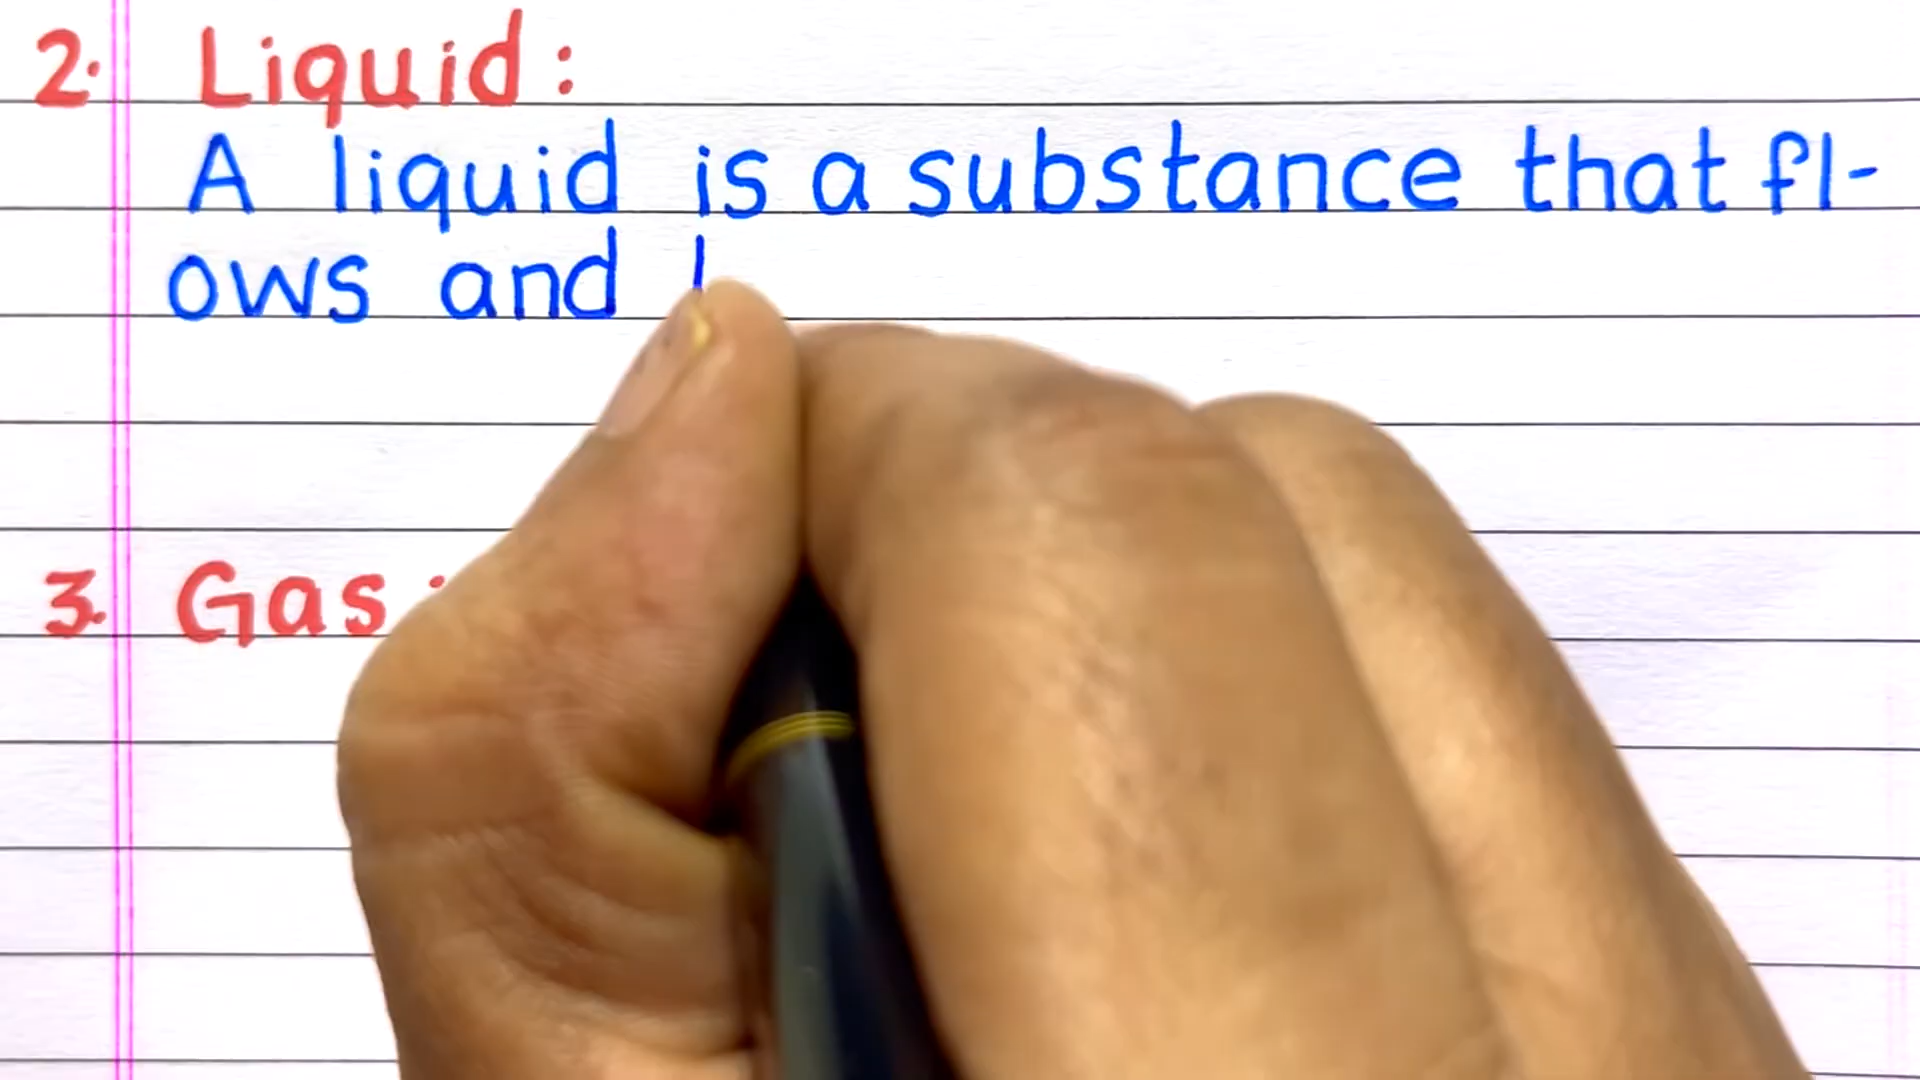 2. Liquid:
A liquid is a substance that fl-
ows and
3. Gas: